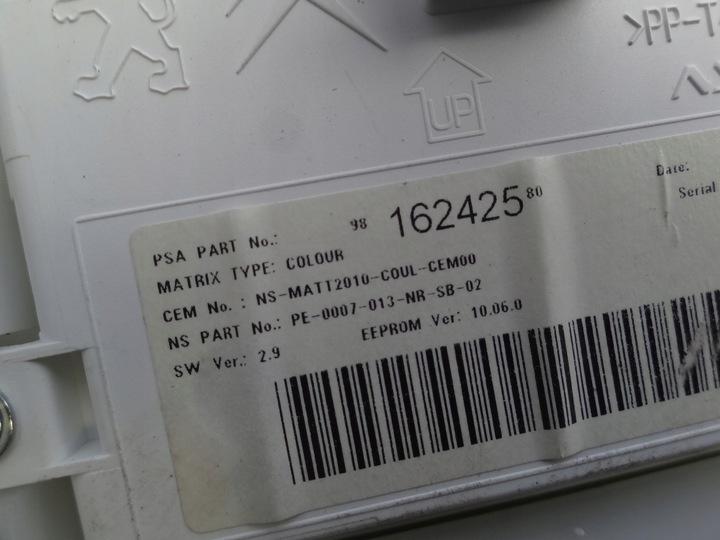 >PP-T
UP
Date:
Serial
PSA PART No.: 98 162425 80
MATRIX TYPE: COLOUR
CEM No.: NS-MATT2010-COUL-CEM00
NS PART No.: PE-0007-013-NR-SB-02
SW Ver.: 2.9 EEPROM Ver: 10.06.0